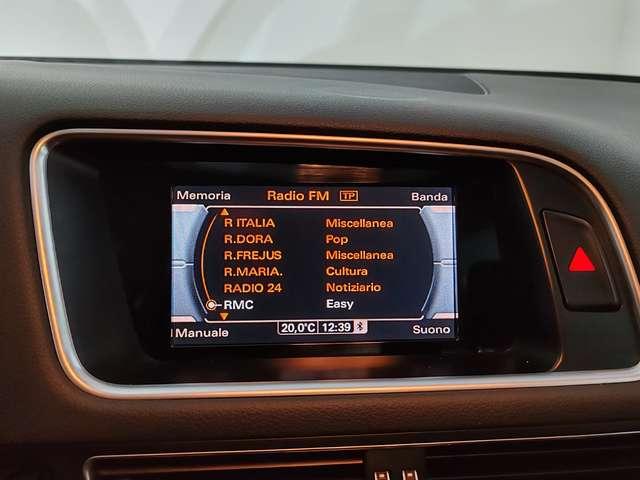 Memoria Radio FM TP Banda
R ITALIA Miscellanea
R.DORA Pop
R.FREJUS Miscellanea
R.MARIA. Cultura
RADIO 24 Notiziario
RMC Easy
Manuale 20,0°C 12:39 Suono